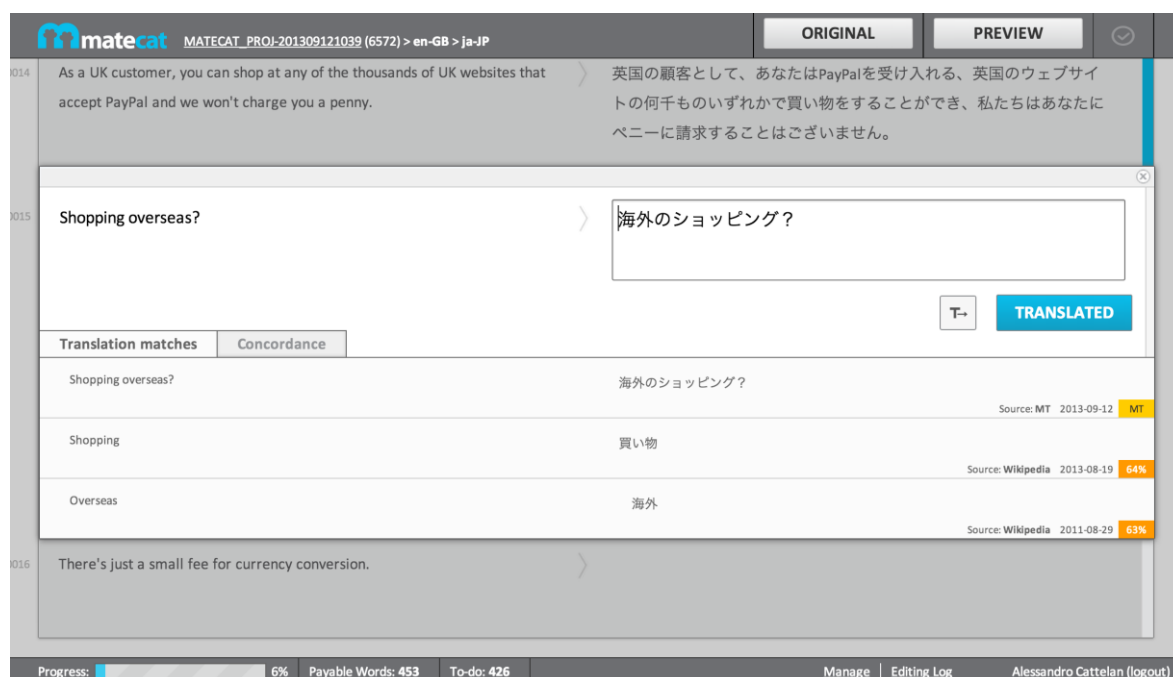 matecat MATECAT_PROJ-201309121039 (6572) > en-GB > ja-JP ORIGINAL PREVIEW
0014 As a UK customer, you can shop at any of the thousands of UK websites that
accept PayPal and we won't charge you a penny.
英国の顧客として、あなたはPayPalを受け入れる、英国のウェブサイ
トの何千ものいずれかで買い物をすることができ、私たちはあなたに
ペニーに請求することはございません。
0015 Shopping overseas? 海外のショッピング？
T→ TRANSLATED
Translation matches Concordance
Shopping overseas? 海外のショッピング？
Source: MT 2013-09-12 MT
Shopping 買い物
Source: Wikipedia 2013-08-19 64%
Overseas 海外
Source: Wikipedia 2011-08-29 63%
0016 There's just a small fee for currency conversion.
Progress: 6% Payable Words: 453 To-do: 426 Manage Editing Log Alessandro Cattelan (logout)